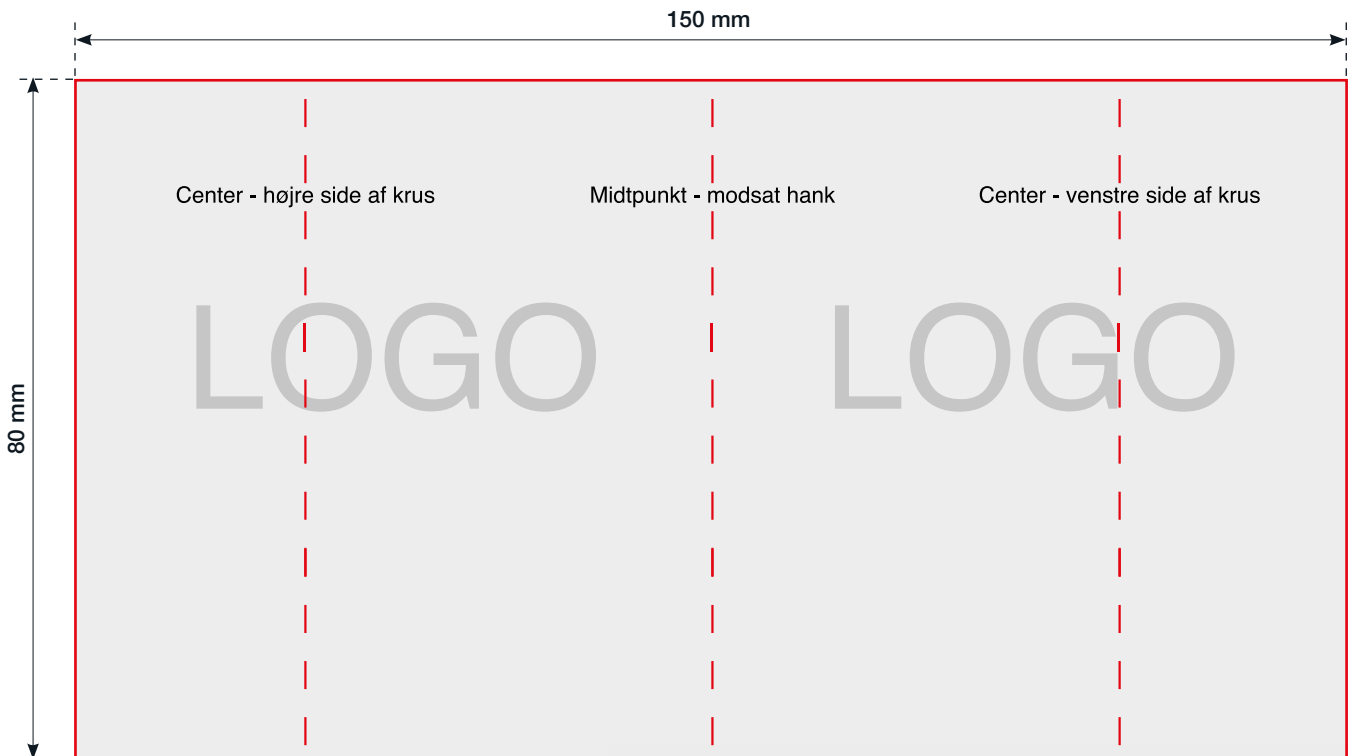 150 mm
Center - højre side af krus
Midtpunkt - modsat hank
Center - venstre side af krus
LOGO
LOGO
80 mm